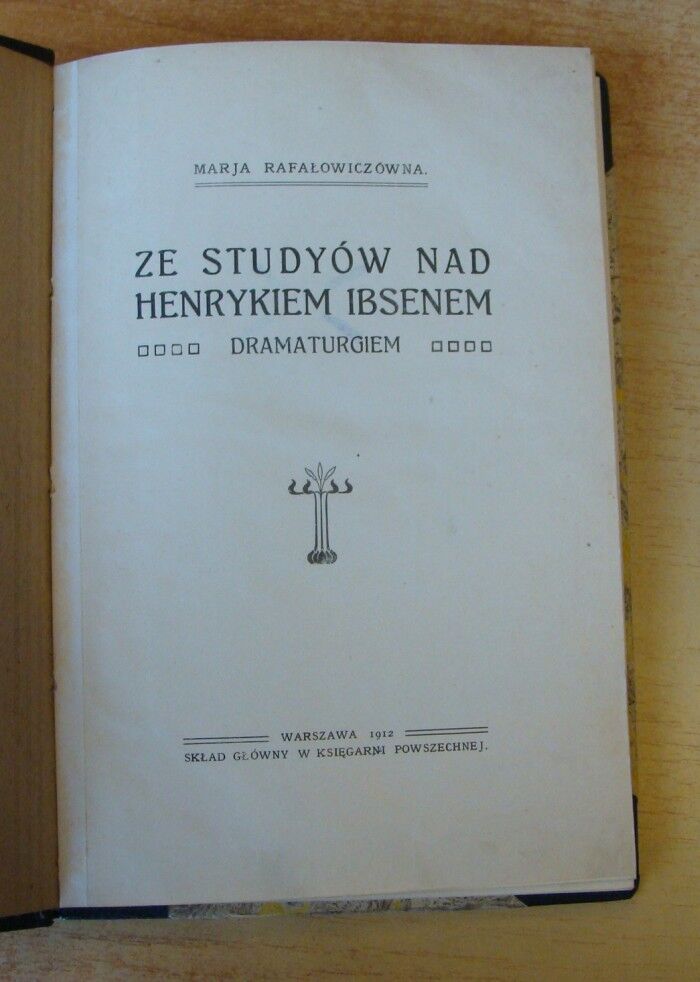 MARJA RAFAŁOWICZÓWNA.
ZE STUDYÓW NAD
HENRYKIEM IBSENEM
DRAMATURGIEM
WARSZAWA 1912
SKŁAD GŁÓWNY W KSIĘGARNI POWSZECHNEJ.